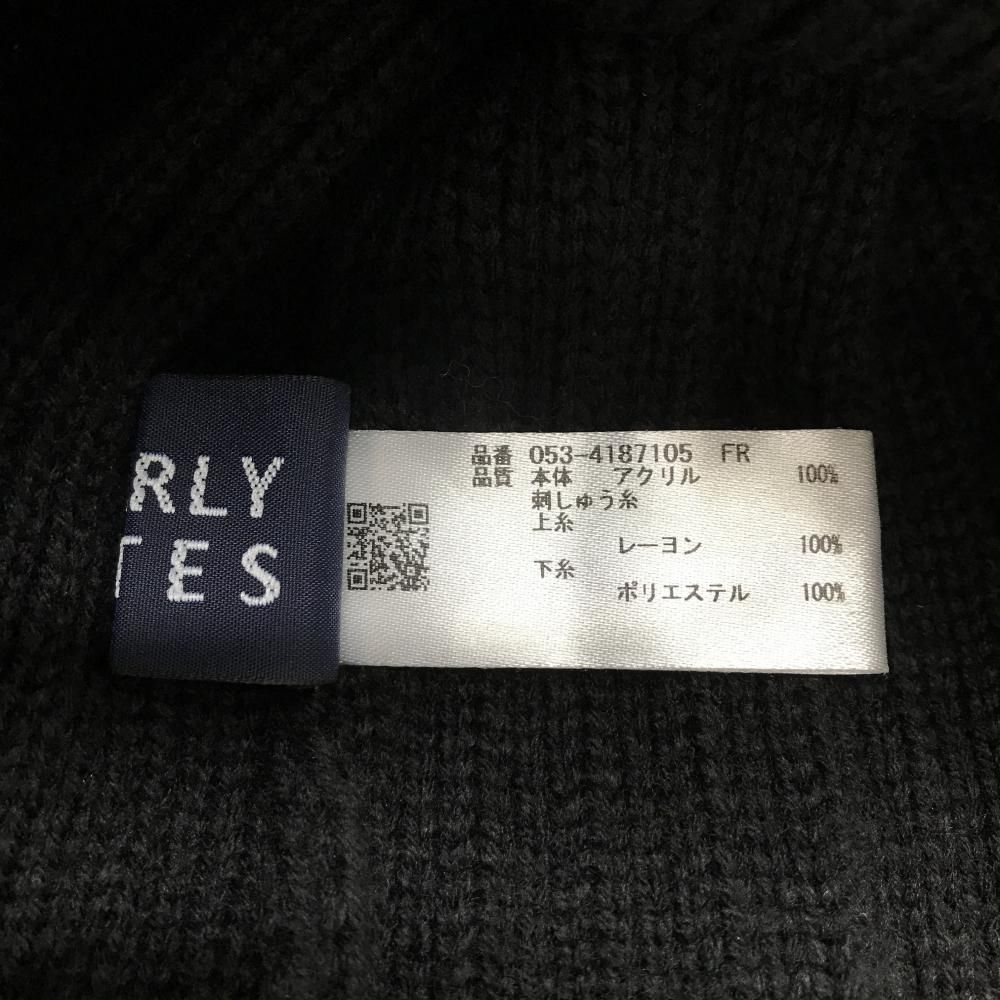 RLY
TES
品番 053-4187105 FR
品質 本体 アクリル 100%
刺しゅう糸
上糸
レーヨン 100%
下糸
ポリエステル 100%